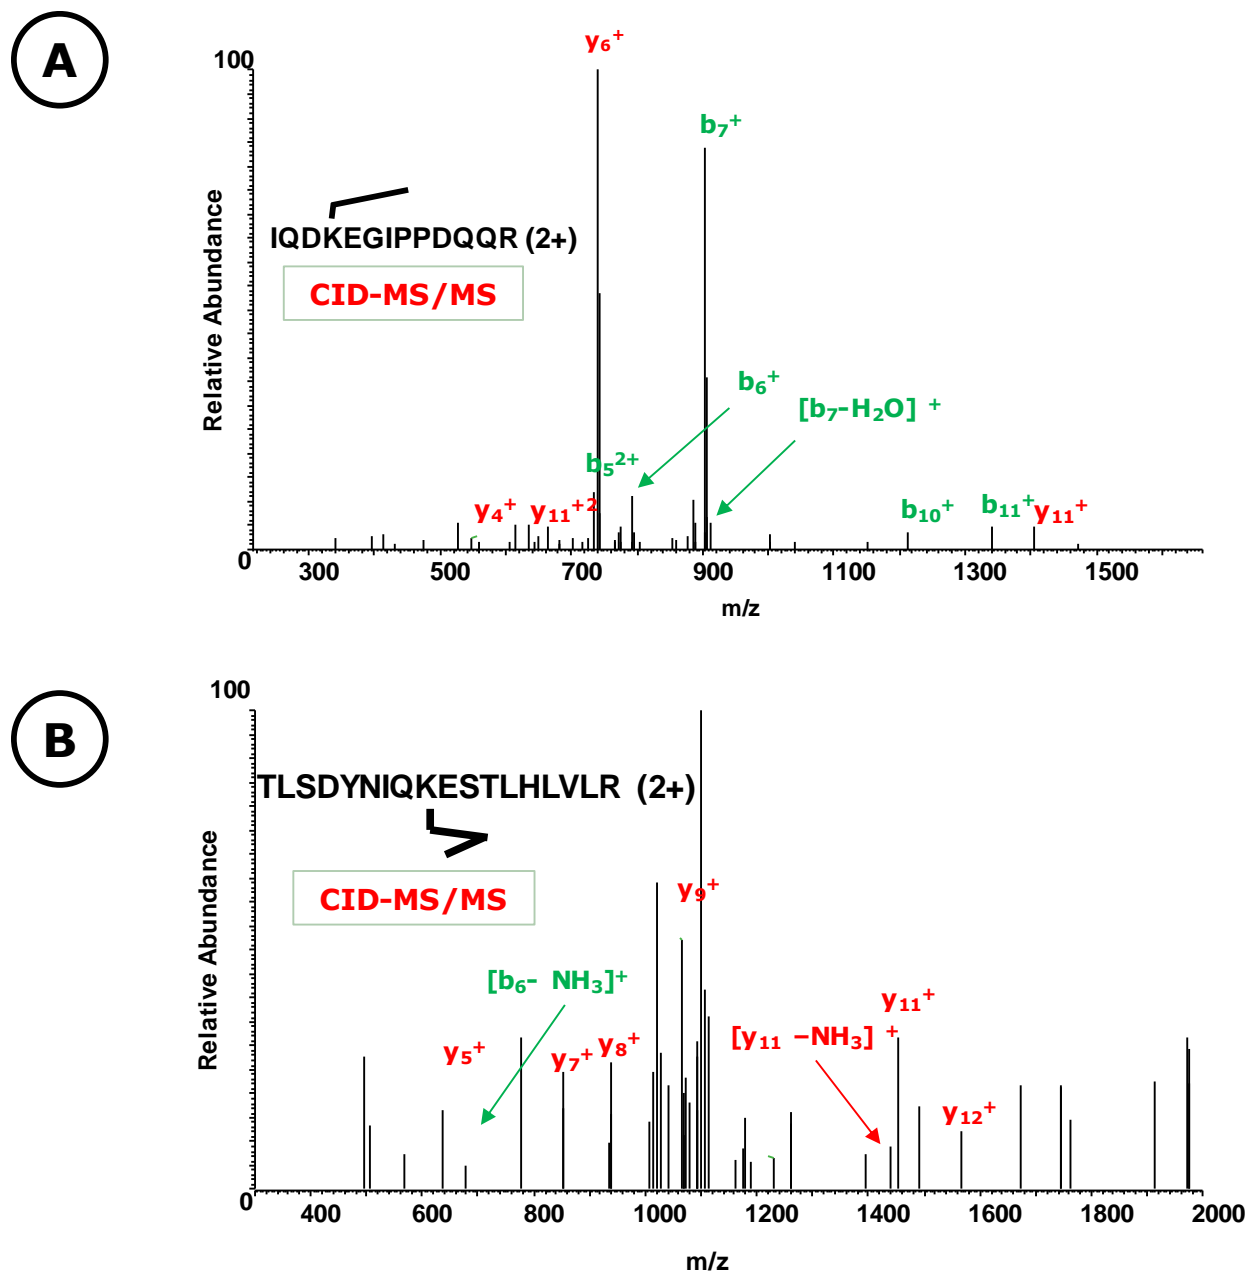 A
100
y₆⁺
b₇⁺
Relative Abundance
IQDKEGIPPDQQR (2+)
CID-MS/MS
b₆⁺
[b₇-H₂O] ⁺
b₅²⁺
y₄⁺ y₁₁⁺² b₁₀⁺ b₁₁⁺ y₁₁⁺
0 300 500 700 900 1100 1300 1500
m/z
B
100
TLSDYNIQKESTLHLVLR (2+)
CID-MS/MS
Relative Abundance
y₉⁺
[b₆- NH₃]⁺
y₁₁⁺
y₅⁺ y₇⁺ y₈⁺ [y₁₁ –NH₃] ⁺
y₁₂⁺
0 400 600 800 1000 1200 1400 1600 1800 2000
m/z